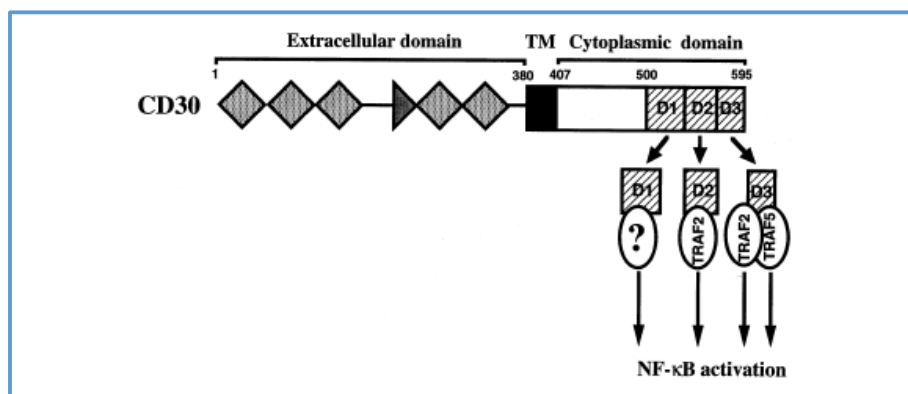 Extracellular domain TM Cytoplasmic domain
1 380 407 500 595
CD30 D1 D2 D3
D1 D2 D3
? TRAF2 TRAF2 TRAF5
NF-κB activation